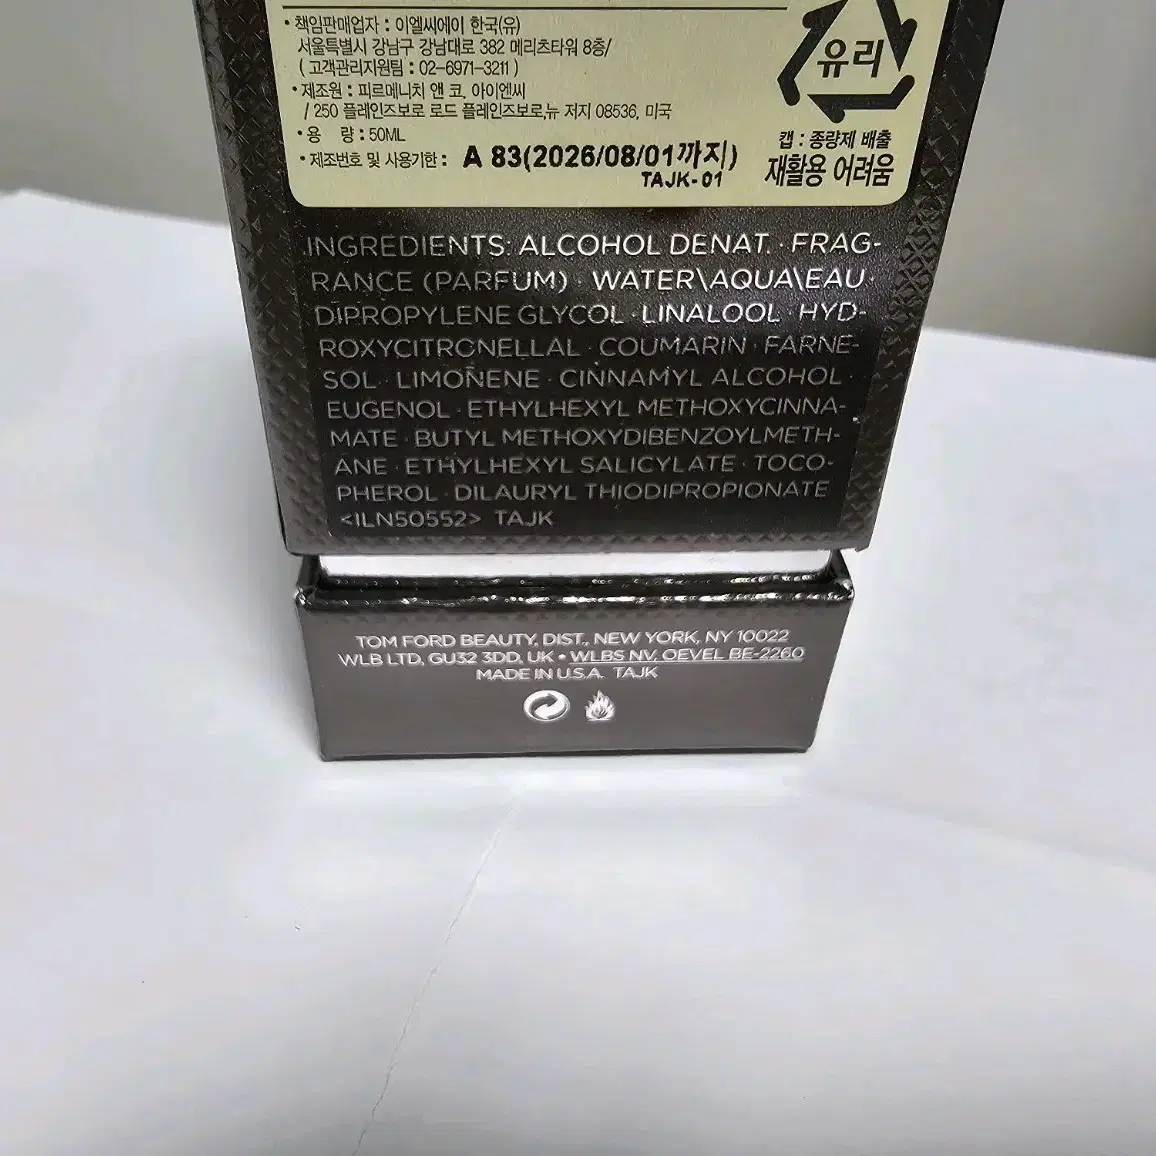 • 책임판매업자 : 이엘씨에이 한국(유)
서울특별시 강남구 강남대로 382 메리츠타워 8층/
( 고객관리지원팀 : 02-6971-3211 )
• 제조원 : 피르메니치 앤 코, 아이엔씨
/ 250 플레인즈보로 로드 플레인즈보로,뉴 저지 08536, 미국
• 용 량 : 50ML
• 제조번호 및 사용기한 : A 83(2026/08/01까지)
TAJK-01
유리
캡 : 종량제 배출
재활용 어려움
INGREDIENTS: ALCOHOL DENAT. · FRAG-
RANCE (PARFUM) · WATER\AQUA\EAU ·
DIPROPYLENE GLYCOL · LINALOOL · HYD-
ROXYCITRONELLAL · COUMARIN · FARNE-
SOL · LIMONENE · CINNAMYL ALCOHOL ·
EUGENOL · ETHYLHEXYL METHOXYCINNA-
MATE · BUTYL METHOXYDIBENZOYLMETH-
ANE · ETHYLHEXYL SALICYLATE · TOCO-
PHEROL · DILAURYL THIODIPROPIONATE
<ILN50552> TAJK
TOM FORD BEAUTY, DIST., NEW YORK, NY 10022
WLB LTD, GU32 3DD, UK • WLBS NV. OEVEL BE-2260
MADE IN U.S.A. TAJK